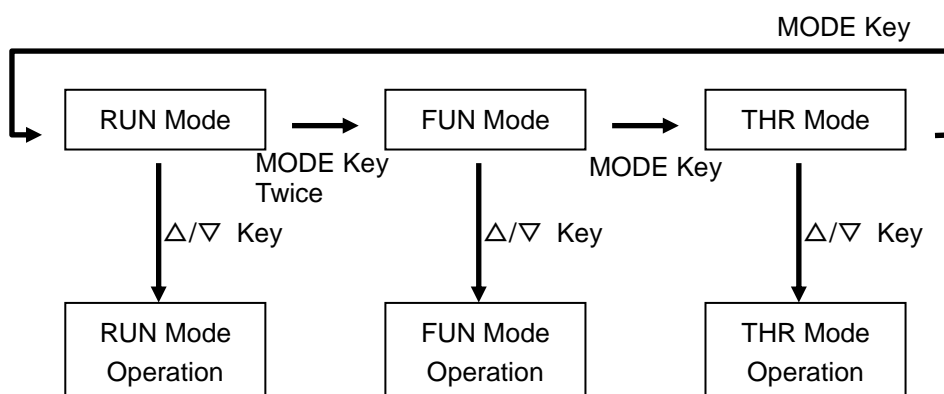 MODE Key
RUN Mode
FUN Mode
THR Mode
MODE Key
Twice
MODE Key
△/▽ Key
△/▽ Key
△/▽ Key
RUN Mode
Operation
FUN Mode
Operation
THR Mode
Operation